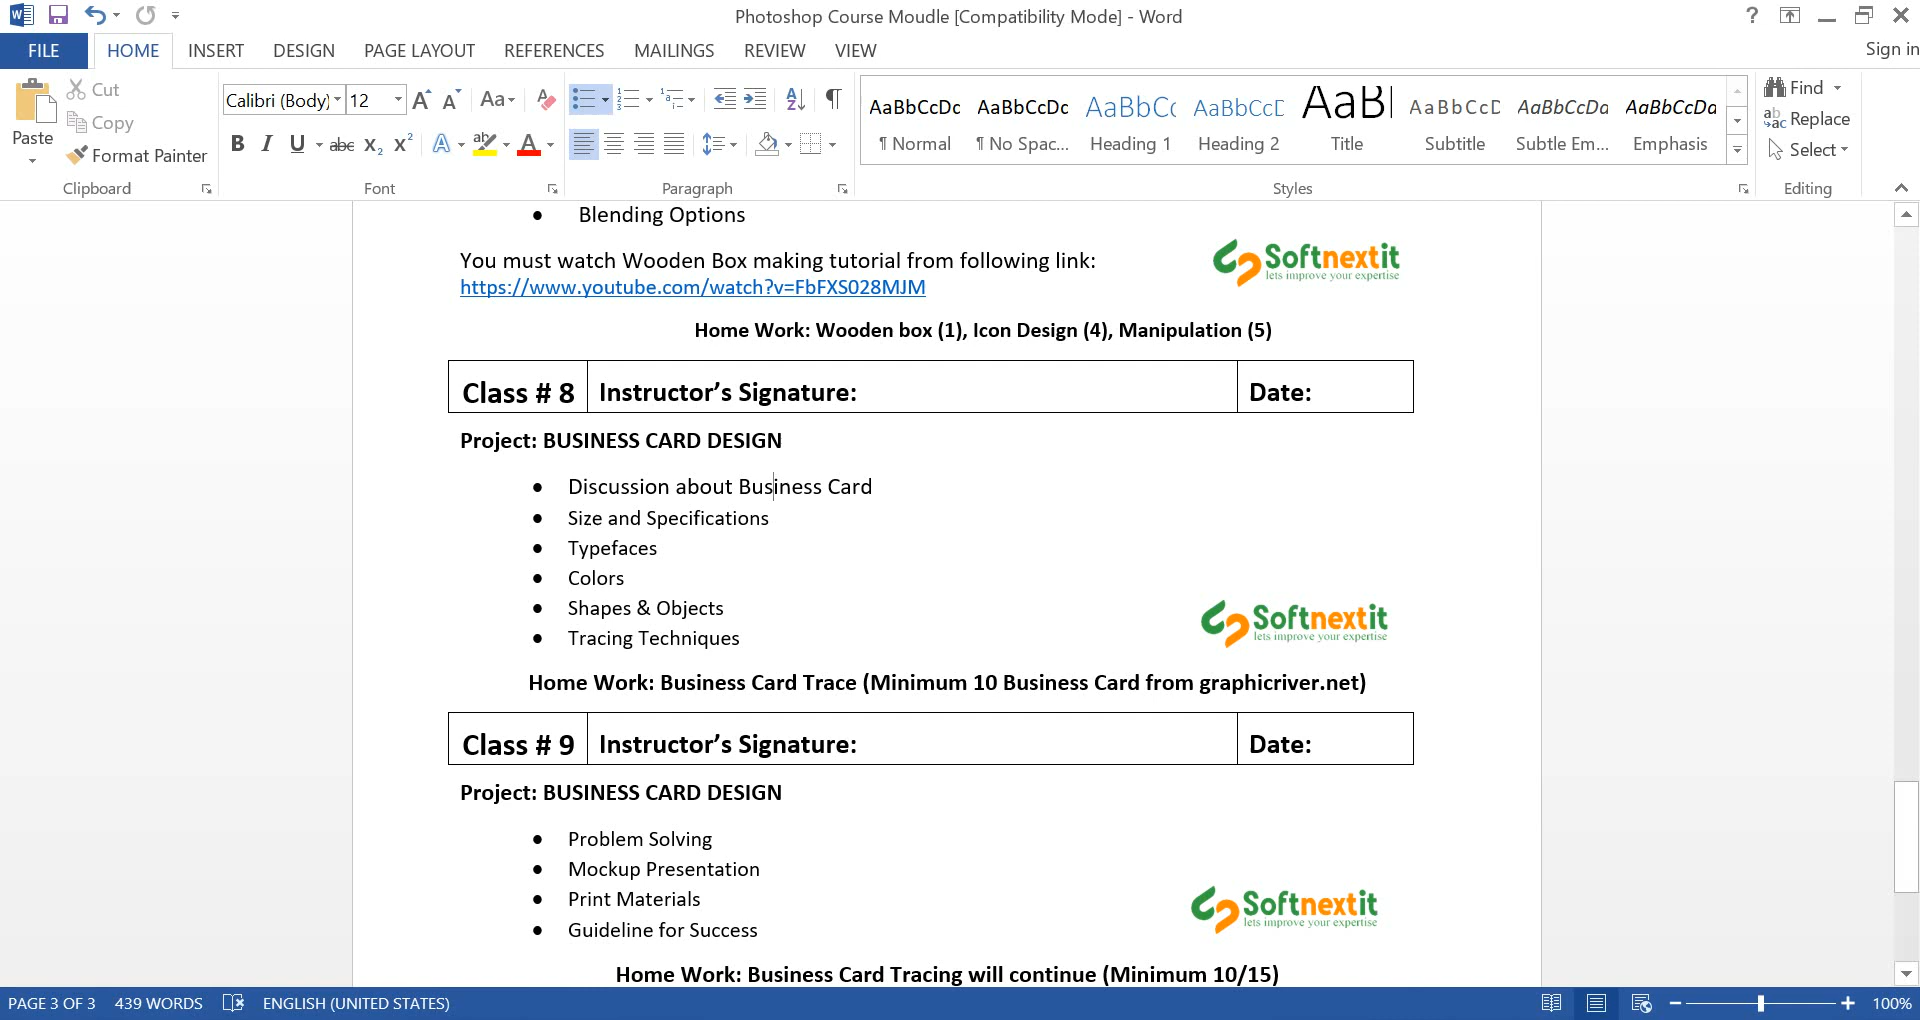 Photoshop Course Moudle [Compatibility Mode] - Word
FILE HOME INSERT DESIGN PAGE LAYOUT REFERENCES MAILINGS REVIEW VIEW Sign in
Paste
Cut
Copy
Format Painter
Clipboard
Calibri (Body) 12
Font
Paragraph
AaBbCcDc AaBbCcDc AaBbCc AaBbCcD AaBl AaBbCcD AaBbCcDa AaBbCcDa
¶ Normal ¶ No Spac... Heading 1 Heading 2 Title Subtitle Subtle Em... Emphasis
Styles
Find
Replace
Select
Editing
• Blending Options
You must watch Wooden Box making tutorial from following link:
https://www.youtube.com/watch?v=FbFXS028MJM
Softnextit
lets improve your expertise
Home Work: Wooden box (1), Icon Design (4), Manipulation (5)
Class # 8 Instructor’s Signature: Date:
Project: BUSINESS CARD DESIGN
• Discussion about Business Card
• Size and Specifications
• Typefaces
• Colors
• Shapes & Objects
• Tracing Techniques
Softnextit
lets improve your expertise
Home Work: Business Card Trace (Minimum 10 Business Card from graphicriver.net)
Class # 9 Instructor’s Signature: Date:
Project: BUSINESS CARD DESIGN
• Problem Solving
• Mockup Presentation
• Print Materials
• Guideline for Success
Softnextit
lets improve your expertise
Home Work: Business Card Tracing will continue (Minimum 10/15)
PAGE 3 OF 3 439 WORDS ENGLISH (UNITED STATES) 100%